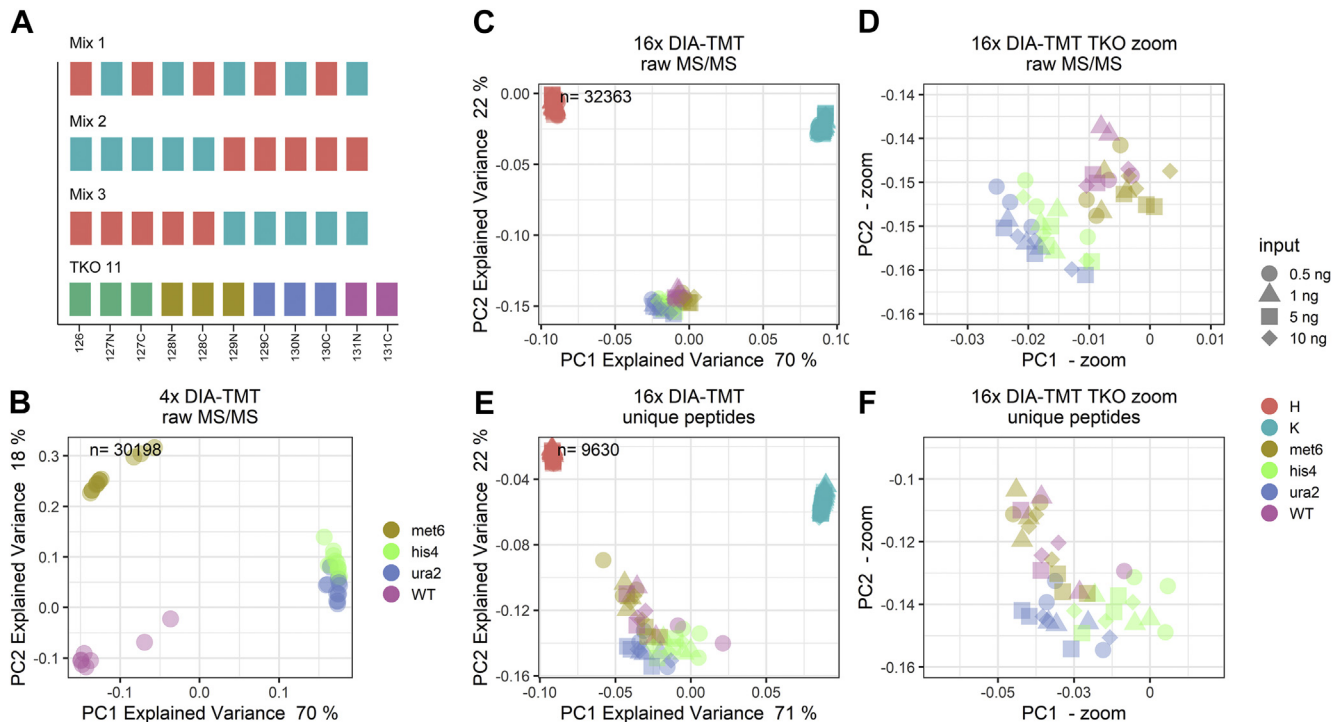 A
Mix 1
Mix 2
Mix 3
TKO 11
126
127N
127C
128N
128C
129N
129C
130N
130C
131N
131C
B
4x DIA-TMT
raw MS/MS
n= 30198
PC2 Explained Variance 18 %
0.3
0.2
0.1
0.0
-0.1
-0.1
0.0
0.1
PC1 Explained Variance 70 %
met6
his4
ura2
WT
C
16x DIA-TMT
raw MS/MS
n= 32363
PC2 Explained Variance 22 %
0.00
-0.05
-0.10
-0.15
-0.10
-0.05
0.00
0.05
0.10
PC1 Explained Variance 70 %
D
16x DIA-TMT TKO zoom
raw MS/MS
PC2 - zoom
-0.14
-0.14
-0.15
-0.15
-0.16
-0.16
-0.03
-0.02
-0.01
0
0.01
PC1 - zoom
E
16x DIA-TMT
unique peptides
n= 9630
PC2 Explained Variance 22 %
-0.04
-0.08
-0.12
-0.16
-0.10
-0.05
0.00
0.05
PC1 Explained Variance 71 %
F
16x DIA-TMT TKO zoom
unique peptides
PC2 - zoom
-0.1
-0.12
-0.14
-0.16
-0.05
-0.03
0
PC1 - zoom
input
0.5 ng
1 ng
5 ng
10 ng
H
K
met6
his4
ura2
WT